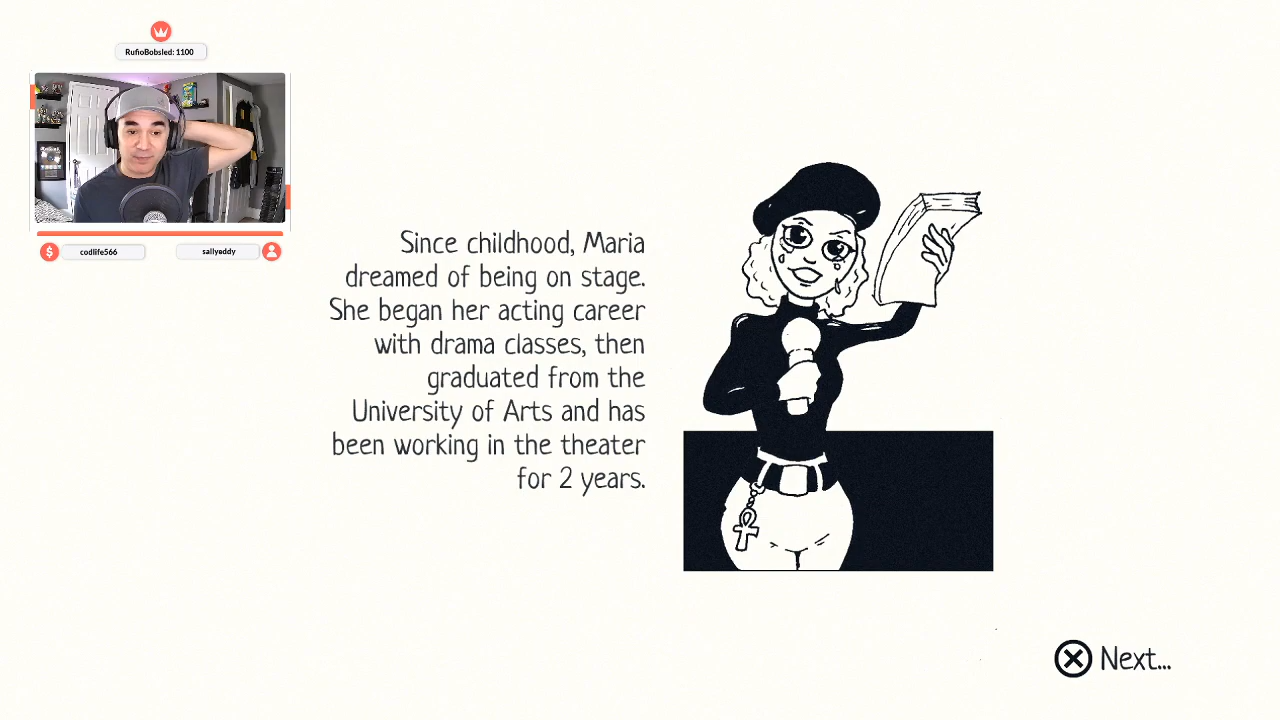 RufioBobsled: 1100
codlife566
sallyeddy
Since childhood, Maria
dreamed of being on stage.
She began her acting career
with drama classes, then
graduated from the
University of Arts and has
been working in the theater
for 2 years.
Next...